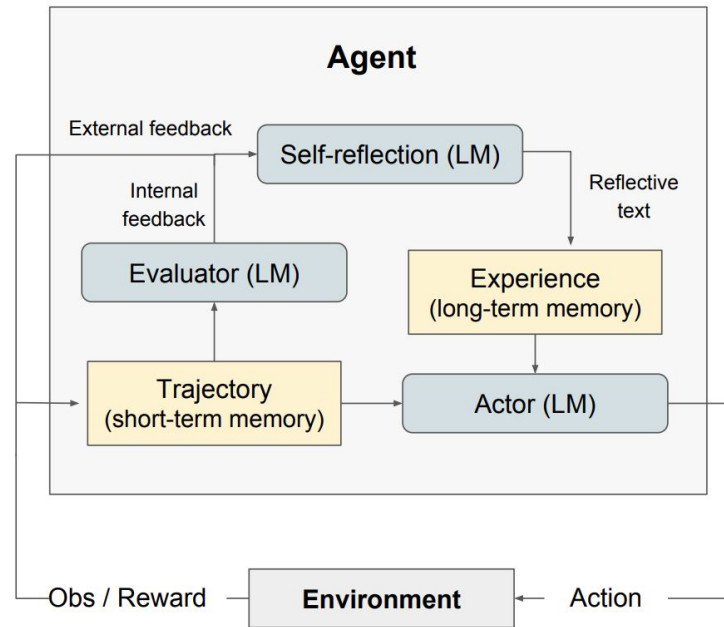 Agent
External feedback
Self-reflection (LM)
Internal
feedback
Reflective
text
Evaluator (LM)
Experience
(long-term memory)
Trajectory
(short-term memory)
Actor (LM)
Obs / Reward
Environment
Action